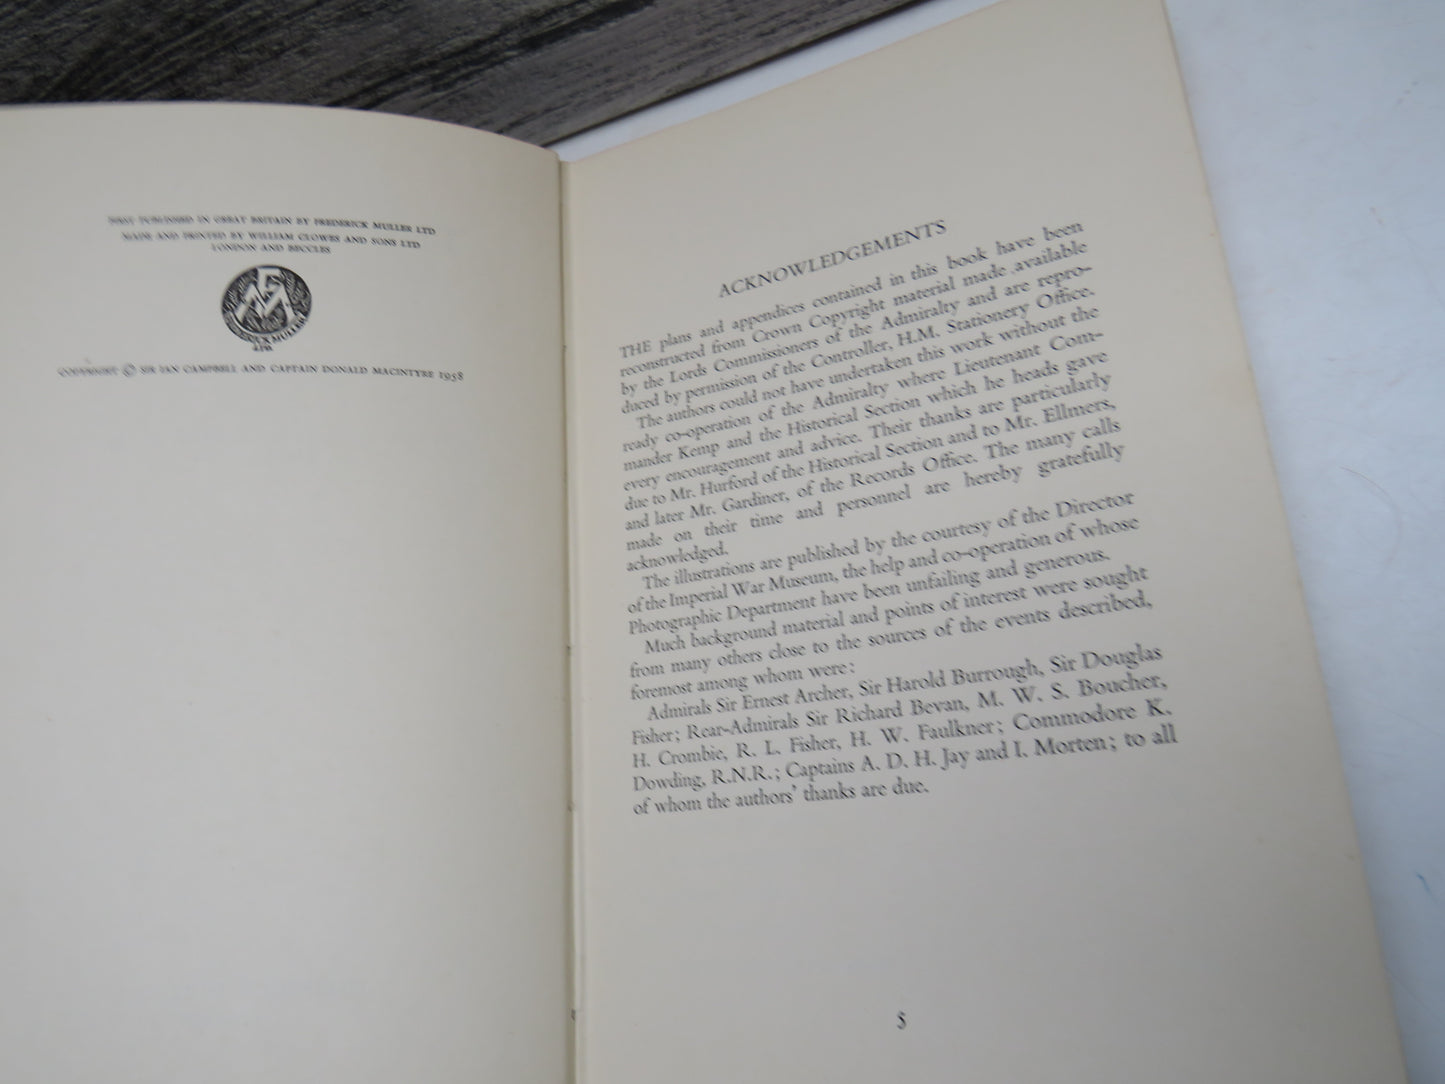 FIRST PUBLISHED IN GREAT BRITAIN BY FREDERICK MULLER LTD
MADE AND PRINTED BY WILLIAM CLOWES AND SONS LTD
LONDON AND BECCLES
FREDERICK MULLER
LTD.
COPYRIGHT © SIR IAN CAMPBELL AND CAPTAIN DONALD MACINTYRE 1958
ACKNOWLEDGEMENTS
THE plans and appendices contained in this book have been
reconstructed from Crown Copyright material made available
by the Lords Commissioners of the Admiralty and are repro-
duced by permission of the Controller, H.M. Stationery Office.
The authors could not have undertaken this work without the
ready co-operation of the Admiralty where Lieutenant Com-
mander Kemp and the Historical Section which he heads gave
every encouragement and advice. Their thanks are particularly
due to Mr. Hurford of the Historical Section and to Mr. Ellmers,
and later Mr. Gardiner, of the Records Office. The many calls
made on their time and personnel are hereby gratefully
acknowledged.
The illustrations are published by the courtesy of the Director
of the Imperial War Museum, the help and co-operation of whose
Photographic Department have been unfailing and generous.
Much background material and points of interest were sought
from many others close to the sources of the events described,
foremost among whom were:
Admirals Sir Ernest Archer, Sir Harold Burrough, Sir Douglas
Fisher; Rear-Admirals Sir Richard Bevan, M. W. S. Boucher,
H. Crombie, R. L. Fisher, H. W. Faulkner; Commodore K.
Dowding, R.N.R.; Captains A. D. H. Jay and I. Morten; to all
of whom the authors' thanks are due.
5